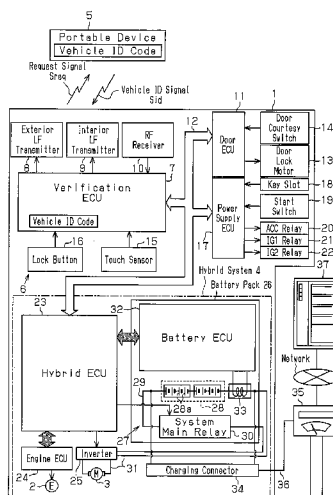 5
Portable Device
Vehicle ID Code
Request Signal
Sreq
Vehicle ID Signal
Sid
11
1
12
Exterior
LF
Transmitter
Interior
LF
Transmitter
RF
Receiver
8
9
10
7
Door
ECU
Door
Courtesy
Switch
14
Door
Lock
Motor
13
Verification
ECU
Vehicle ID Code
Key Slot
18
Start
Switch
19
Power
Supply
ECU
17
ACC Relay
20
IG1 Relay
21
IG2 Relay
22
16
15
Lock Button
Touch Sensor
6
Hybrid System 4
Battery Pack 26
23
32
37
Hybrid ECU
Battery ECU
Network
29
28a
28
33
35
27
System
Main Relay
30
Engine ECU
Inverter
31
24
25
Charging Connector
36
E
M
2
3
34